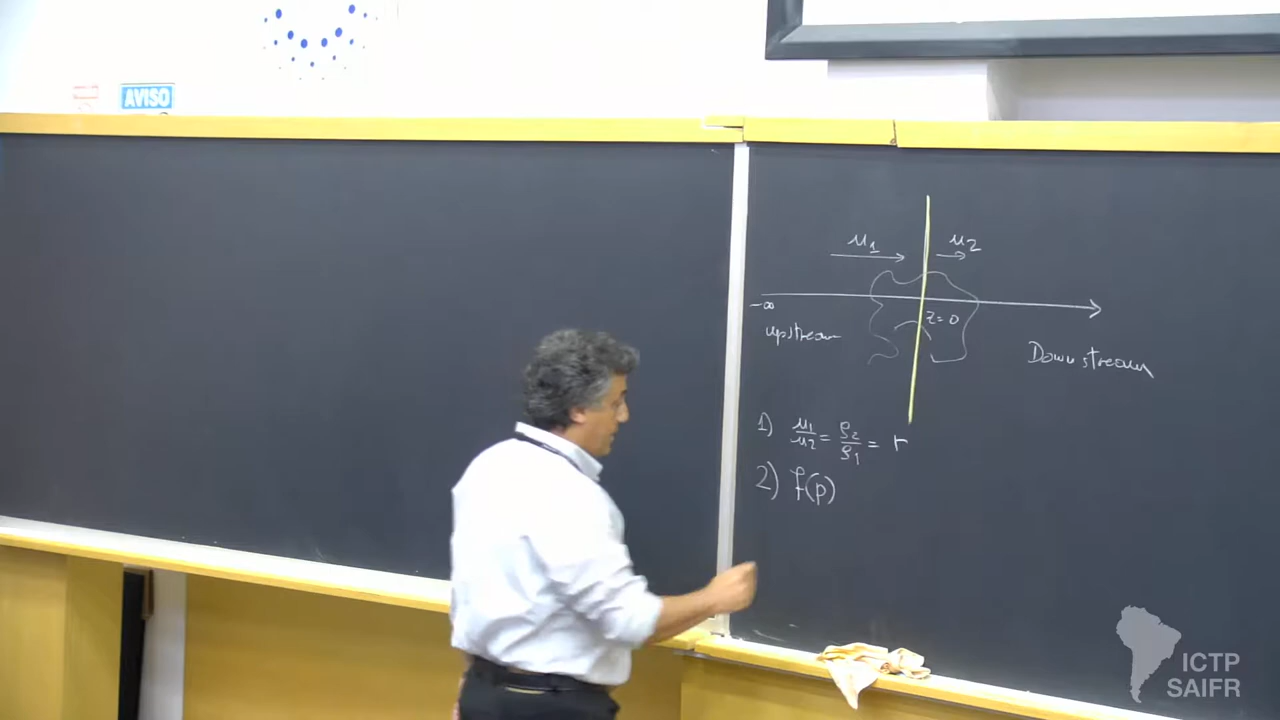 AVISO
u1 u2
-∞ z=0
upstream Downstream
1) u1/u2 = ρ2/ρ1 = r
2) f(p)
ICTP
SAIFR